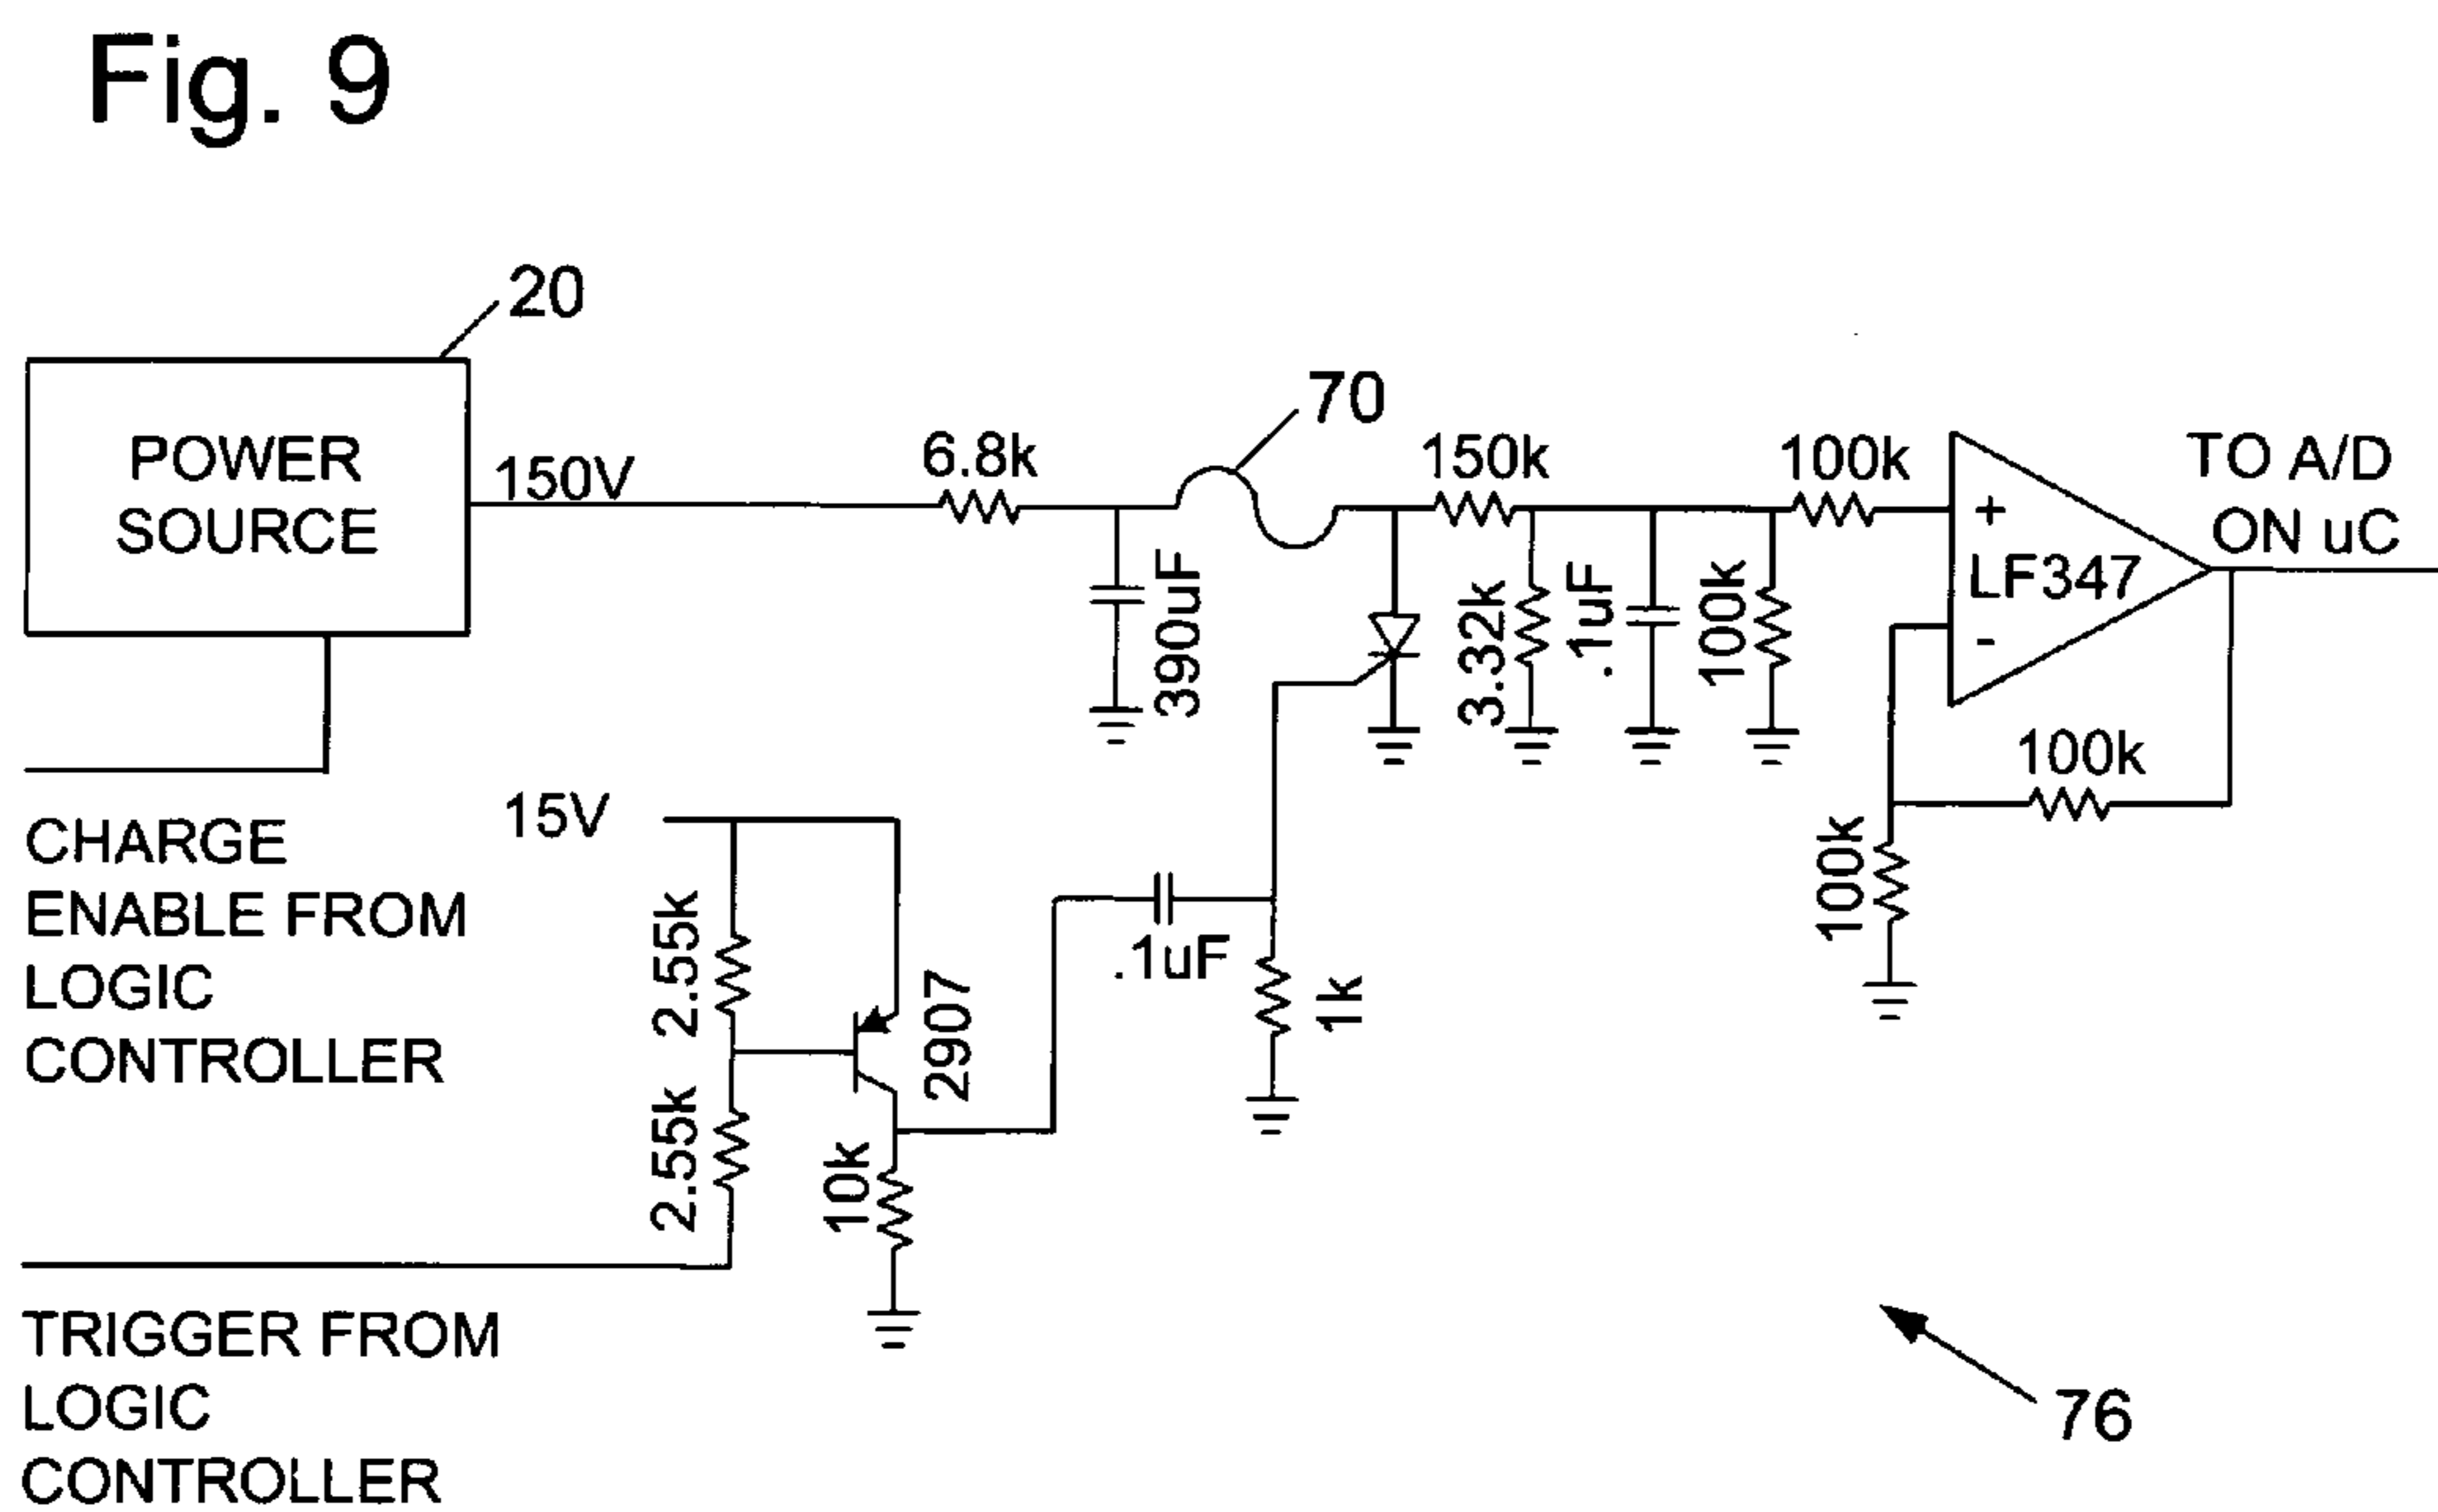 Fig. 9
20
POWER
SOURCE
150V
6.8k
70
150k
100k
TO A/D
ON uC
+
LF347
-
390uF
3.32k
.1uF
100k
100k
100k
CHARGE
ENABLE FROM
LOGIC
CONTROLLER
15V
2.55k
2.55k
2907
10k
.1uF
1k
TRIGGER FROM
LOGIC
CONTROLLER
76